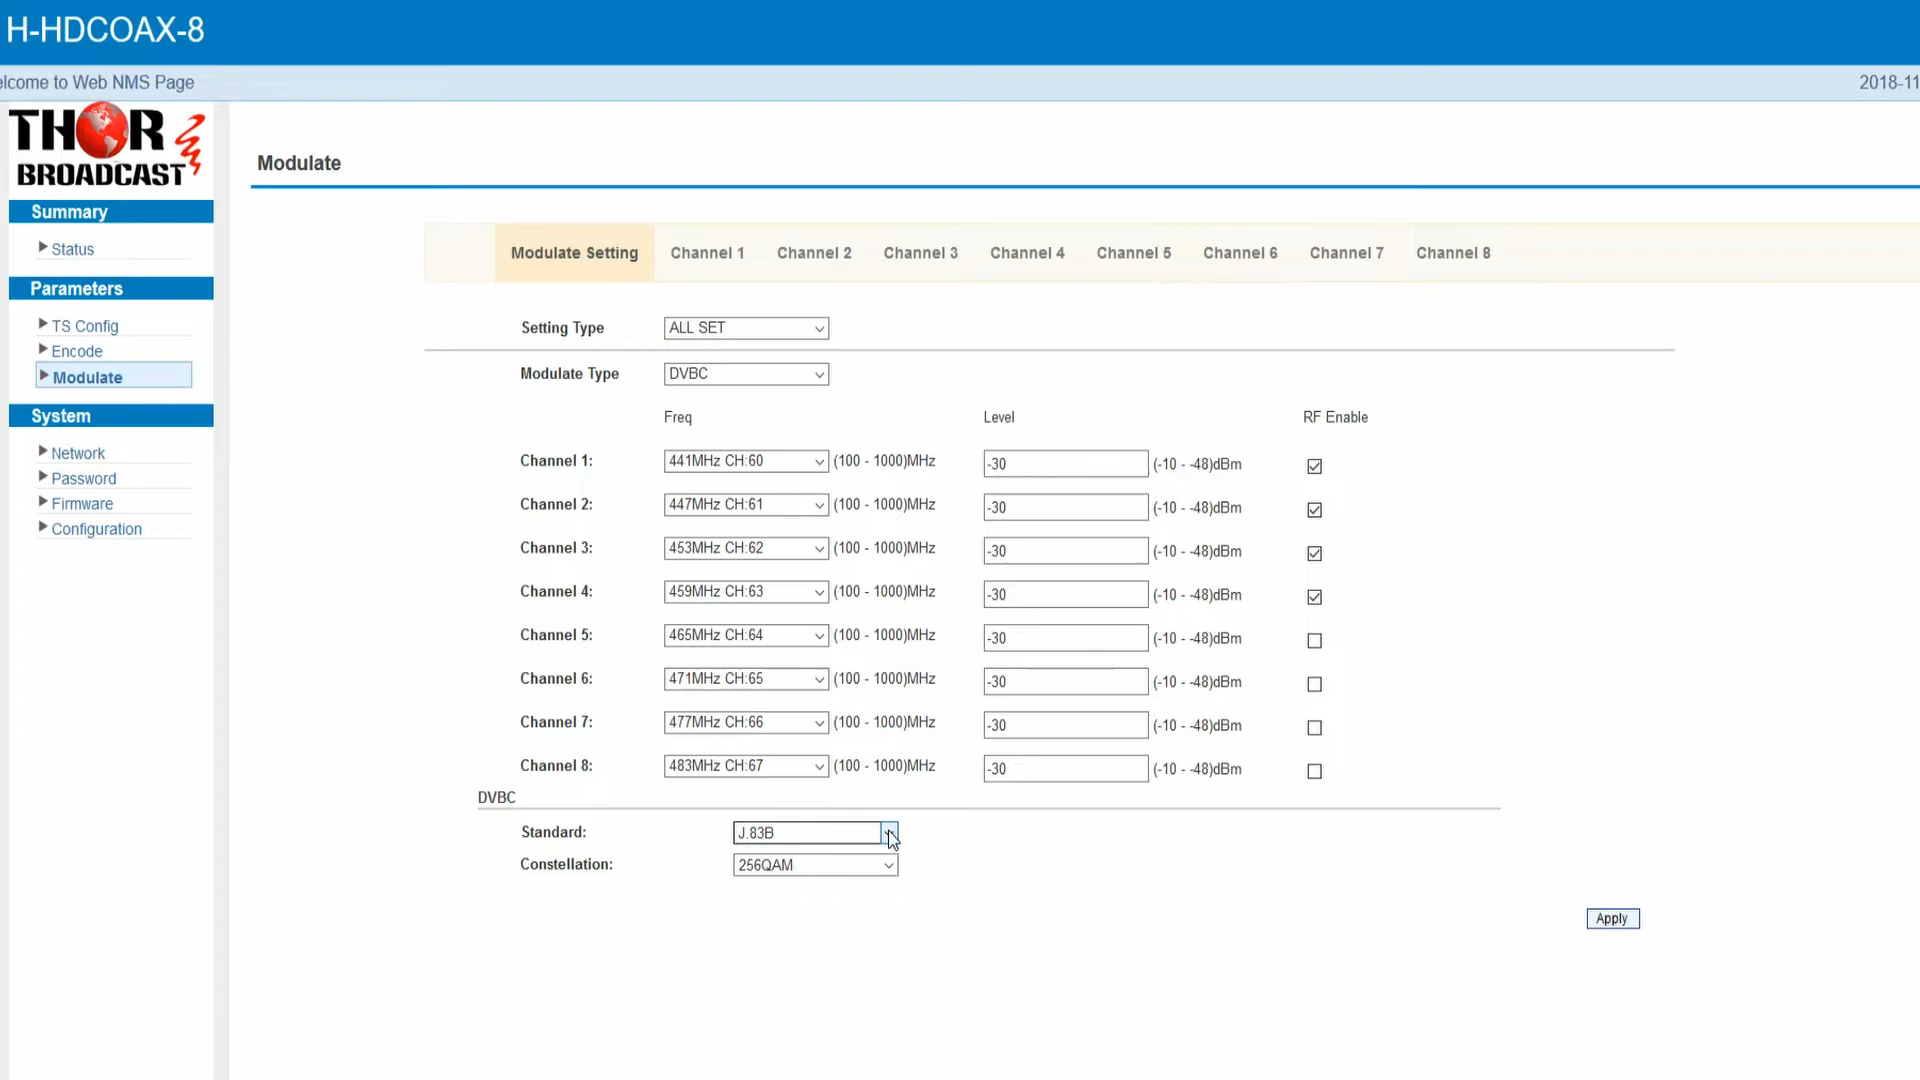 H-HDCOAX-8
elcome to Web NMS Page
2018-11
THOR
BROADCAST
Summary
Status
Parameters
TS Config
Encode
Modulate
System
Network
Password
Firmware
Configuration
Modulate
Modulate Setting Channel 1 Channel 2 Channel 3 Channel 4 Channel 5 Channel 6 Channel 7 Channel 8
Setting Type ALL SET
Modulate Type DVBC
Freq Level RF Enable
Channel 1: 441MHz CH:60 (100 - 1000)MHz -30 (-10 - -48)dBm
Channel 2: 447MHz CH:61 (100 - 1000)MHz -30 (-10 - -48)dBm
Channel 3: 453MHz CH:62 (100 - 1000)MHz -30 (-10 - -48)dBm
Channel 4: 459MHz CH:63 (100 - 1000)MHz -30 (-10 - -48)dBm
Channel 5: 465MHz CH:64 (100 - 1000)MHz -30 (-10 - -48)dBm
Channel 6: 471MHz CH:65 (100 - 1000)MHz -30 (-10 - -48)dBm
Channel 7: 477MHz CH:66 (100 - 1000)MHz -30 (-10 - -48)dBm
Channel 8: 483MHz CH:67 (100 - 1000)MHz -30 (-10 - -48)dBm
DVBC
Standard: J.83B
Constellation: 256QAM
Apply